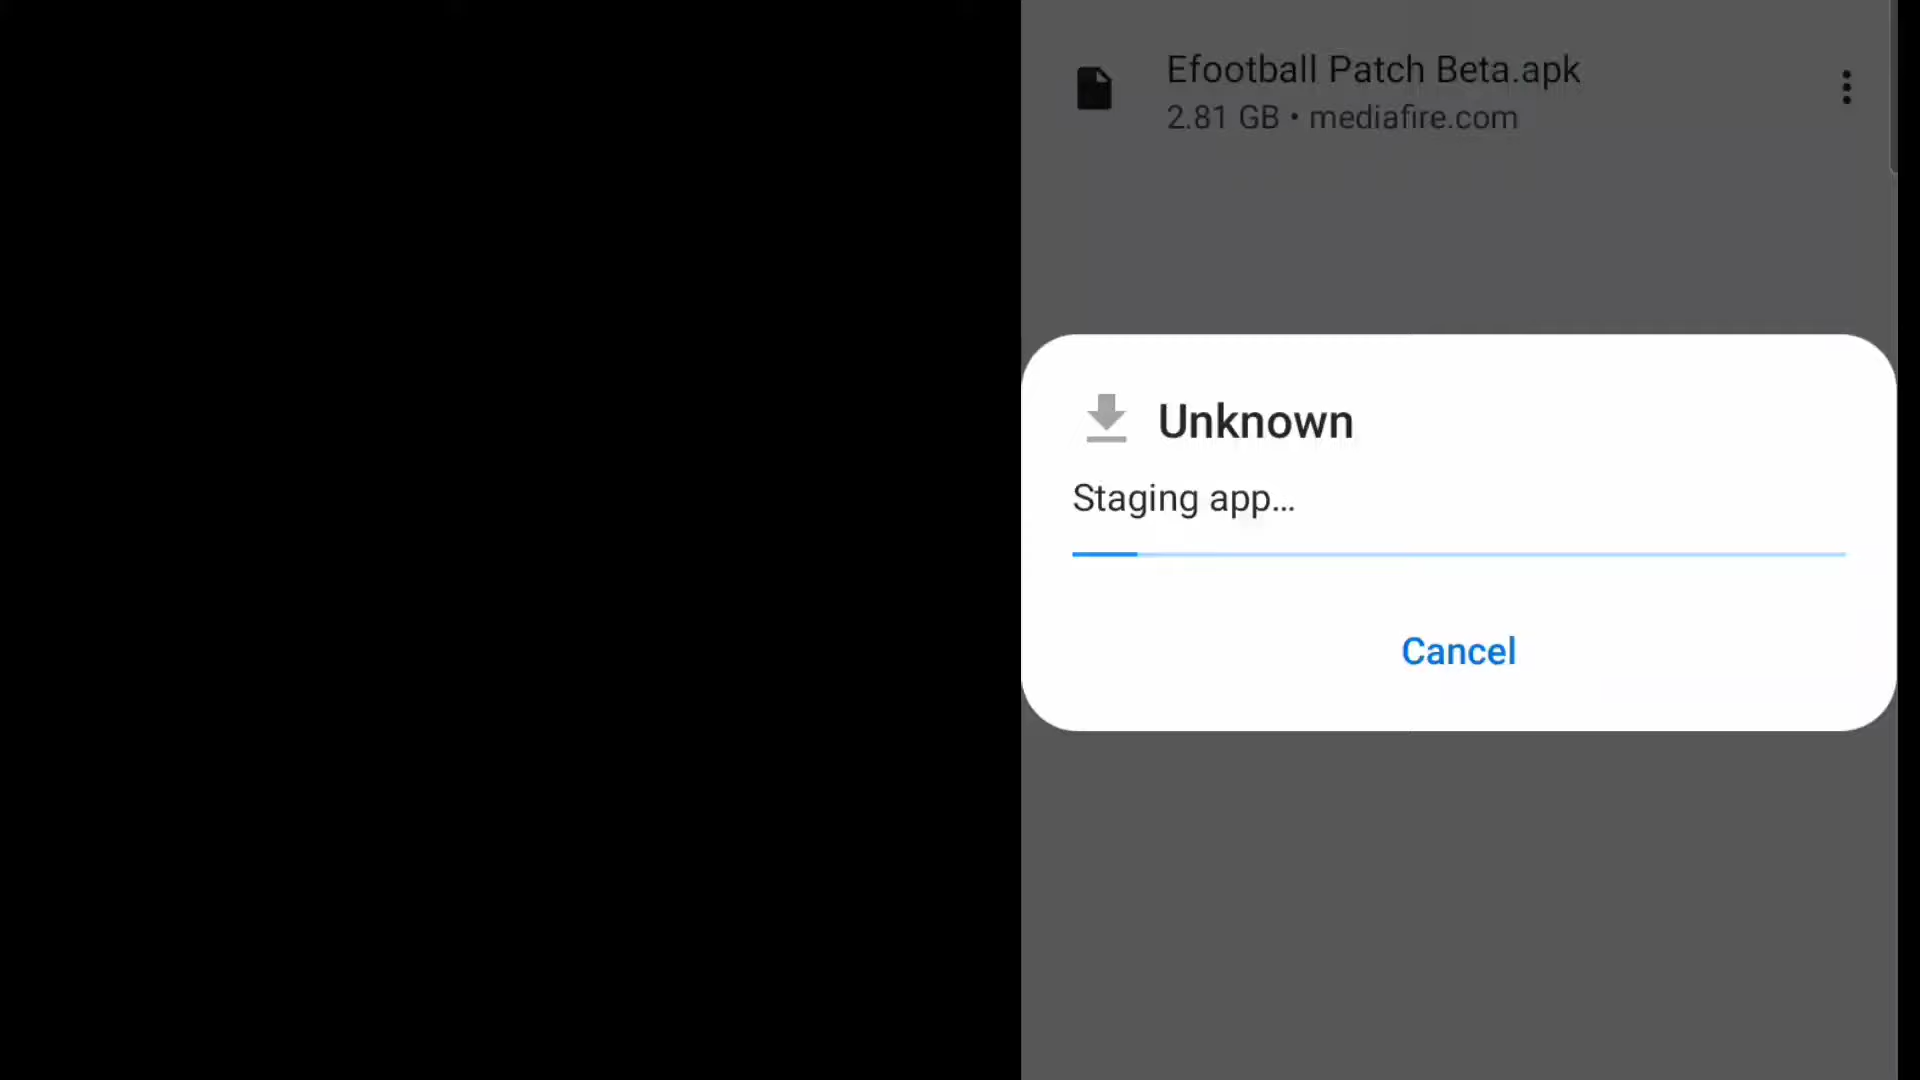 Efootball Patch Beta.apk
2.81 GB • mediafire.com
Unknown
Staging app...
Cancel